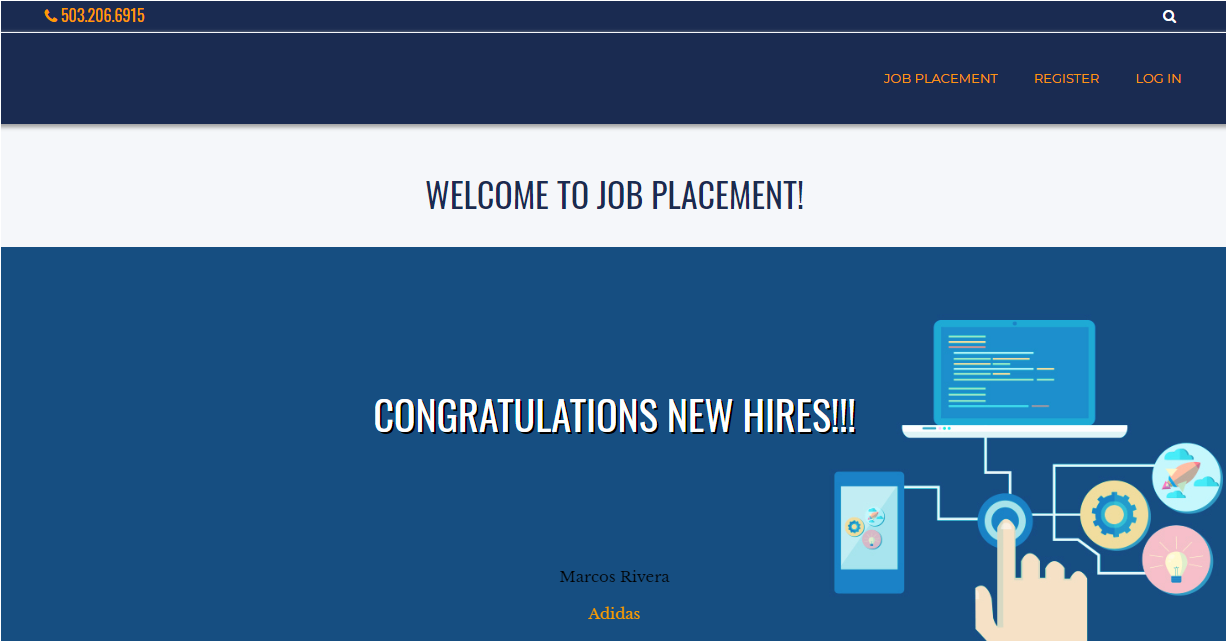 503.206.6915
JOB PLACEMENT REGISTER LOG IN
WELCOME TO JOB PLACEMENT!
CONGRATULATIONS NEW HIRES!!!
Marcos Rivera
Adidas